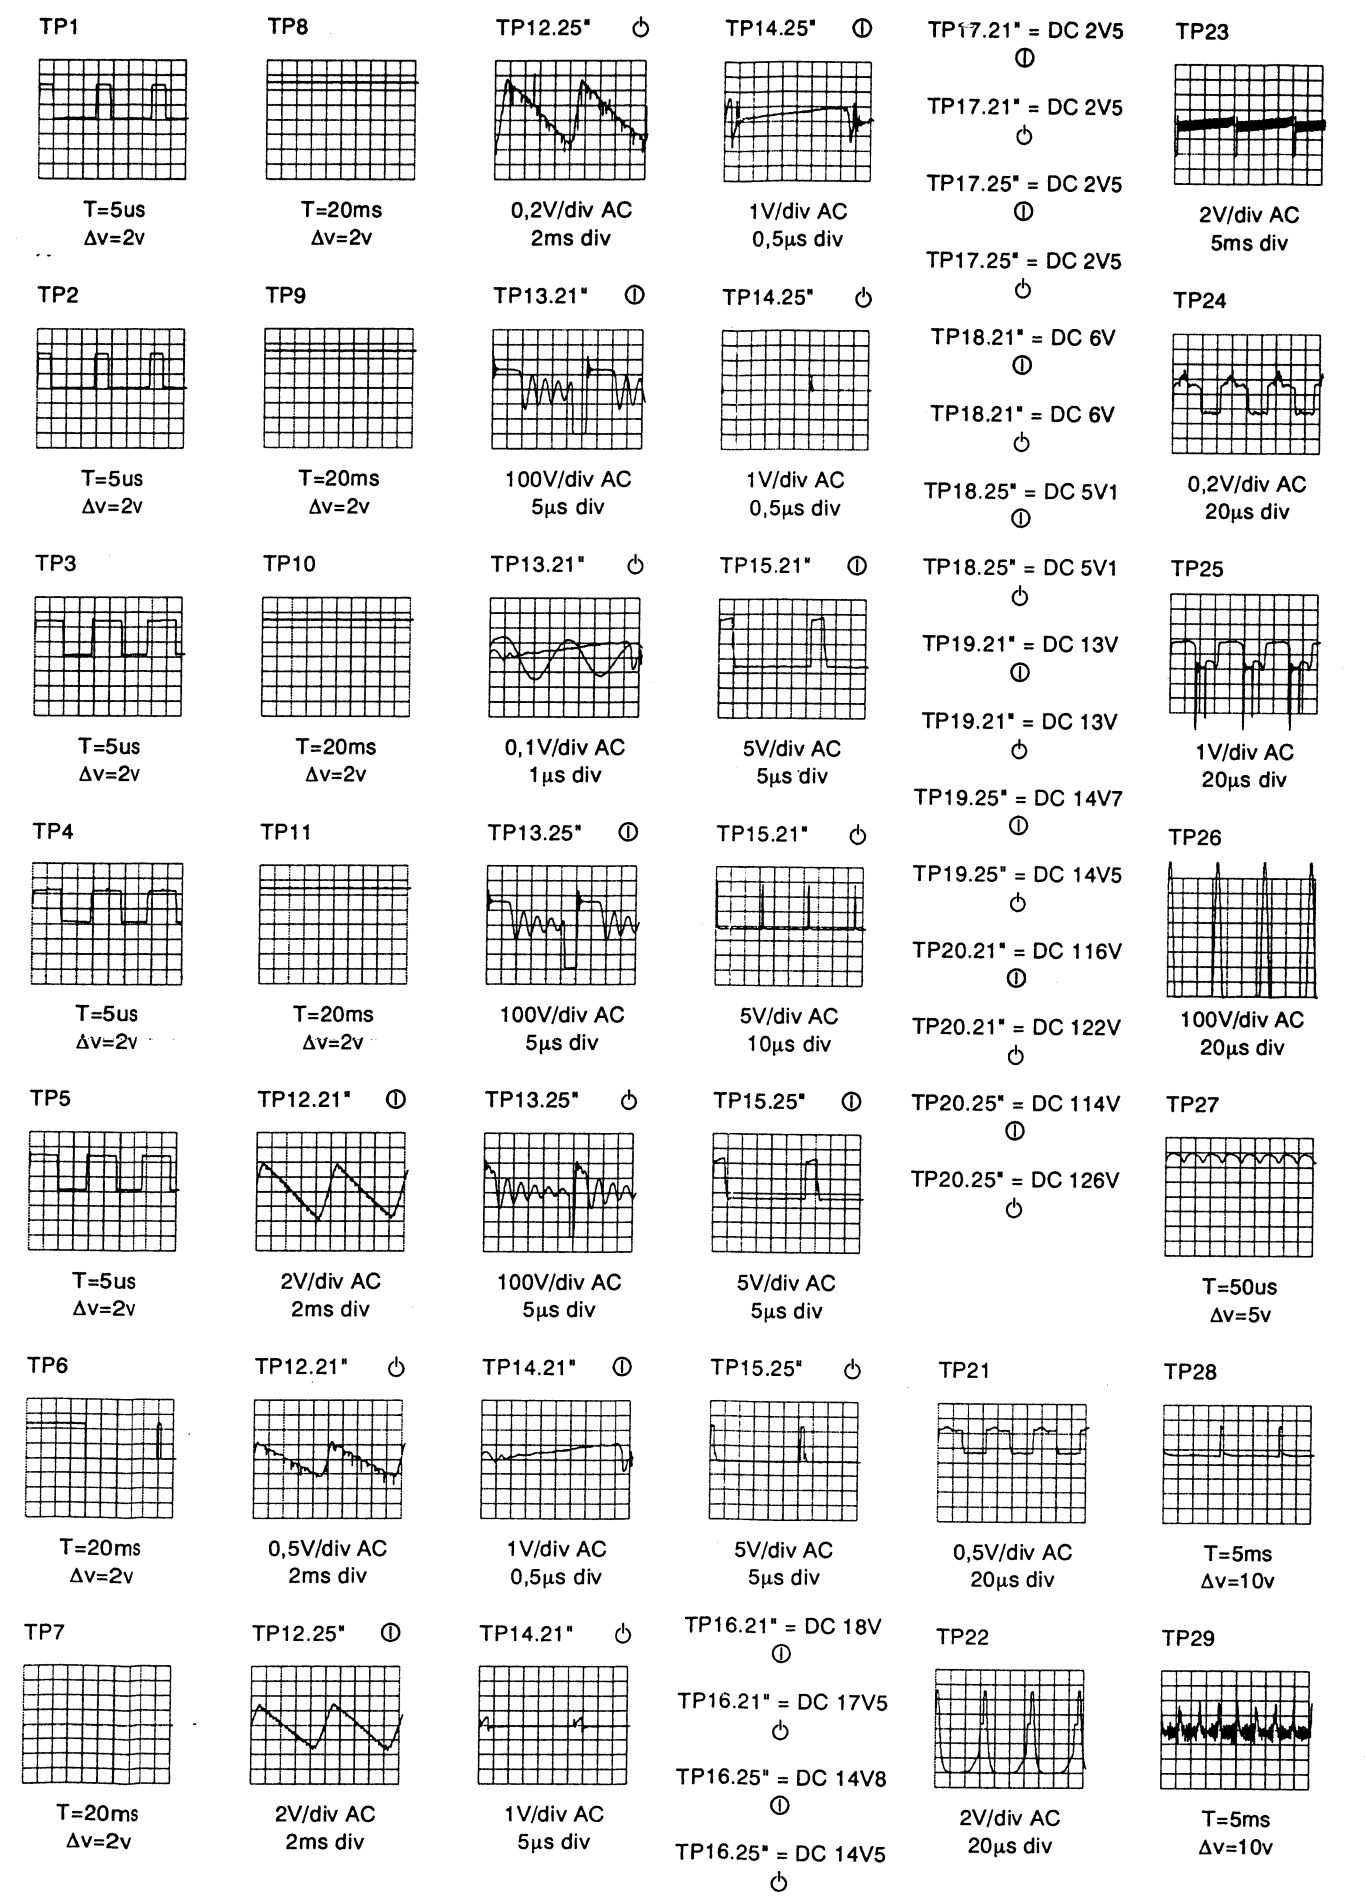 TP1
T=5us
Δv=2v
TP2
T=5us
Δv=2v
TP3
T=5us
Δv=2v
TP4
T=5us
Δv=2v
TP5
T=5us
Δv=2v
TP6
T=20ms
Δv=2v
TP7
T=20ms
Δv=2v
TP8
T=20ms
Δv=2v
TP9
T=20ms
Δv=2v
TP10
T=20ms
Δv=2v
TP11
T=20ms
Δv=2v
TP12.21"
2V/div AC
2ms div
TP12.21"
0,5V/div AC
2ms div
TP12.25"
2V/div AC
2ms div
TP12.25"
0,2V/div AC
2ms div
TP13.21"
100V/div AC
5µs div
TP13.21"
0,1V/div AC
1µs div
TP13.25"
100V/div AC
5µs div
TP13.25"
100V/div AC
5µs div
TP14.21"
1V/div AC
0,5µs div
TP14.21"
1V/div AC
5µs div
TP14.25"
1V/div AC
0,5µs div
TP14.25"
1V/div AC
0,5µs div
TP15.21"
5V/div AC
5µs div
TP15.21"
5V/div AC
10µs div
TP15.25"
5V/div AC
5µs div
TP15.25"
5V/div AC
5µs div
TP16.21" = DC 18V
TP16.21" = DC 17V5
TP16.25" = DC 14V8
TP16.25" = DC 14V5
TP17.21" = DC 2V5
TP17.21" = DC 2V5
TP17.25" = DC 2V5
TP17.25" = DC 2V5
TP18.21" = DC 6V
TP18.21" = DC 6V
TP18.25" = DC 5V1
TP18.25" = DC 5V1
TP19.21" = DC 13V
TP19.21" = DC 13V
TP19.25" = DC 14V7
TP19.25" = DC 14V5
TP20.21" = DC 116V
TP20.21" = DC 122V
TP20.25" = DC 114V
TP20.25" = DC 126V
TP21
0,5V/div AC
20µs div
TP22
2V/div AC
20µs div
TP23
2V/div AC
5ms div
TP24
0,2V/div AC
20µs div
TP25
1V/div AC
20µs div
TP26
100V/div AC
20µs div
TP27
T=50us
Δv=5v
TP28
T=5ms
Δv=10v
TP29
T=5ms
Δv=10v